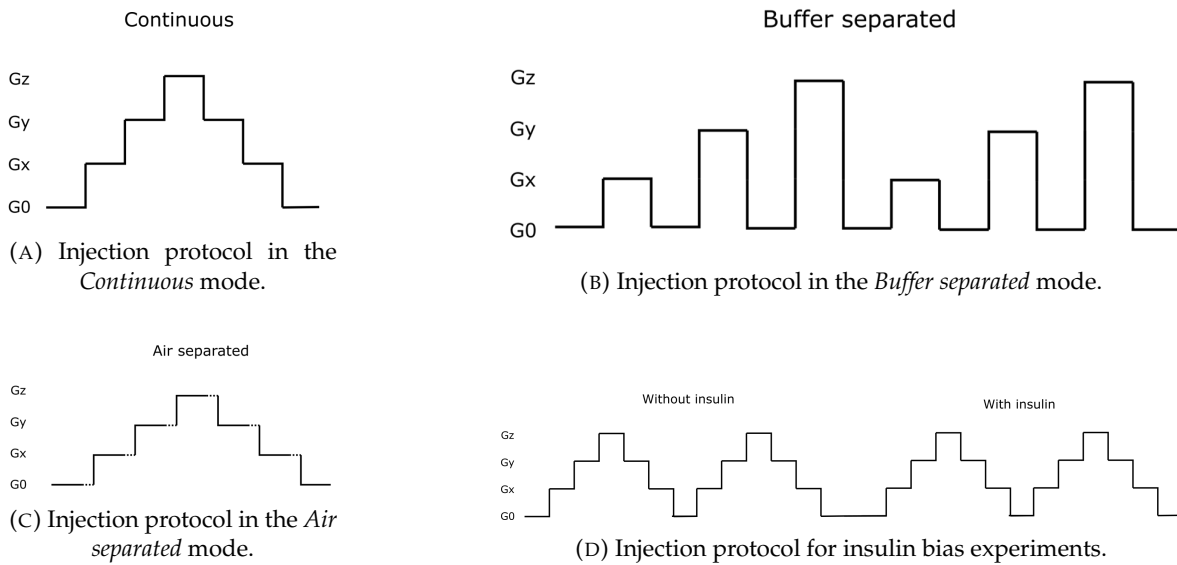 Continuous
Gz
Gy
Gx
G0
(A) Injection protocol in the
Continuous mode.
Buffer separated
Gz
Gy
Gx
G0
(B) Injection protocol in the Buffer separated mode.
Air separated
Gz
Gy
Gx
G0
(C) Injection protocol in the Air
separated mode.
Without insulin
With insulin
Gz
Gy
Gx
G0
(D) Injection protocol for insulin bias experiments.